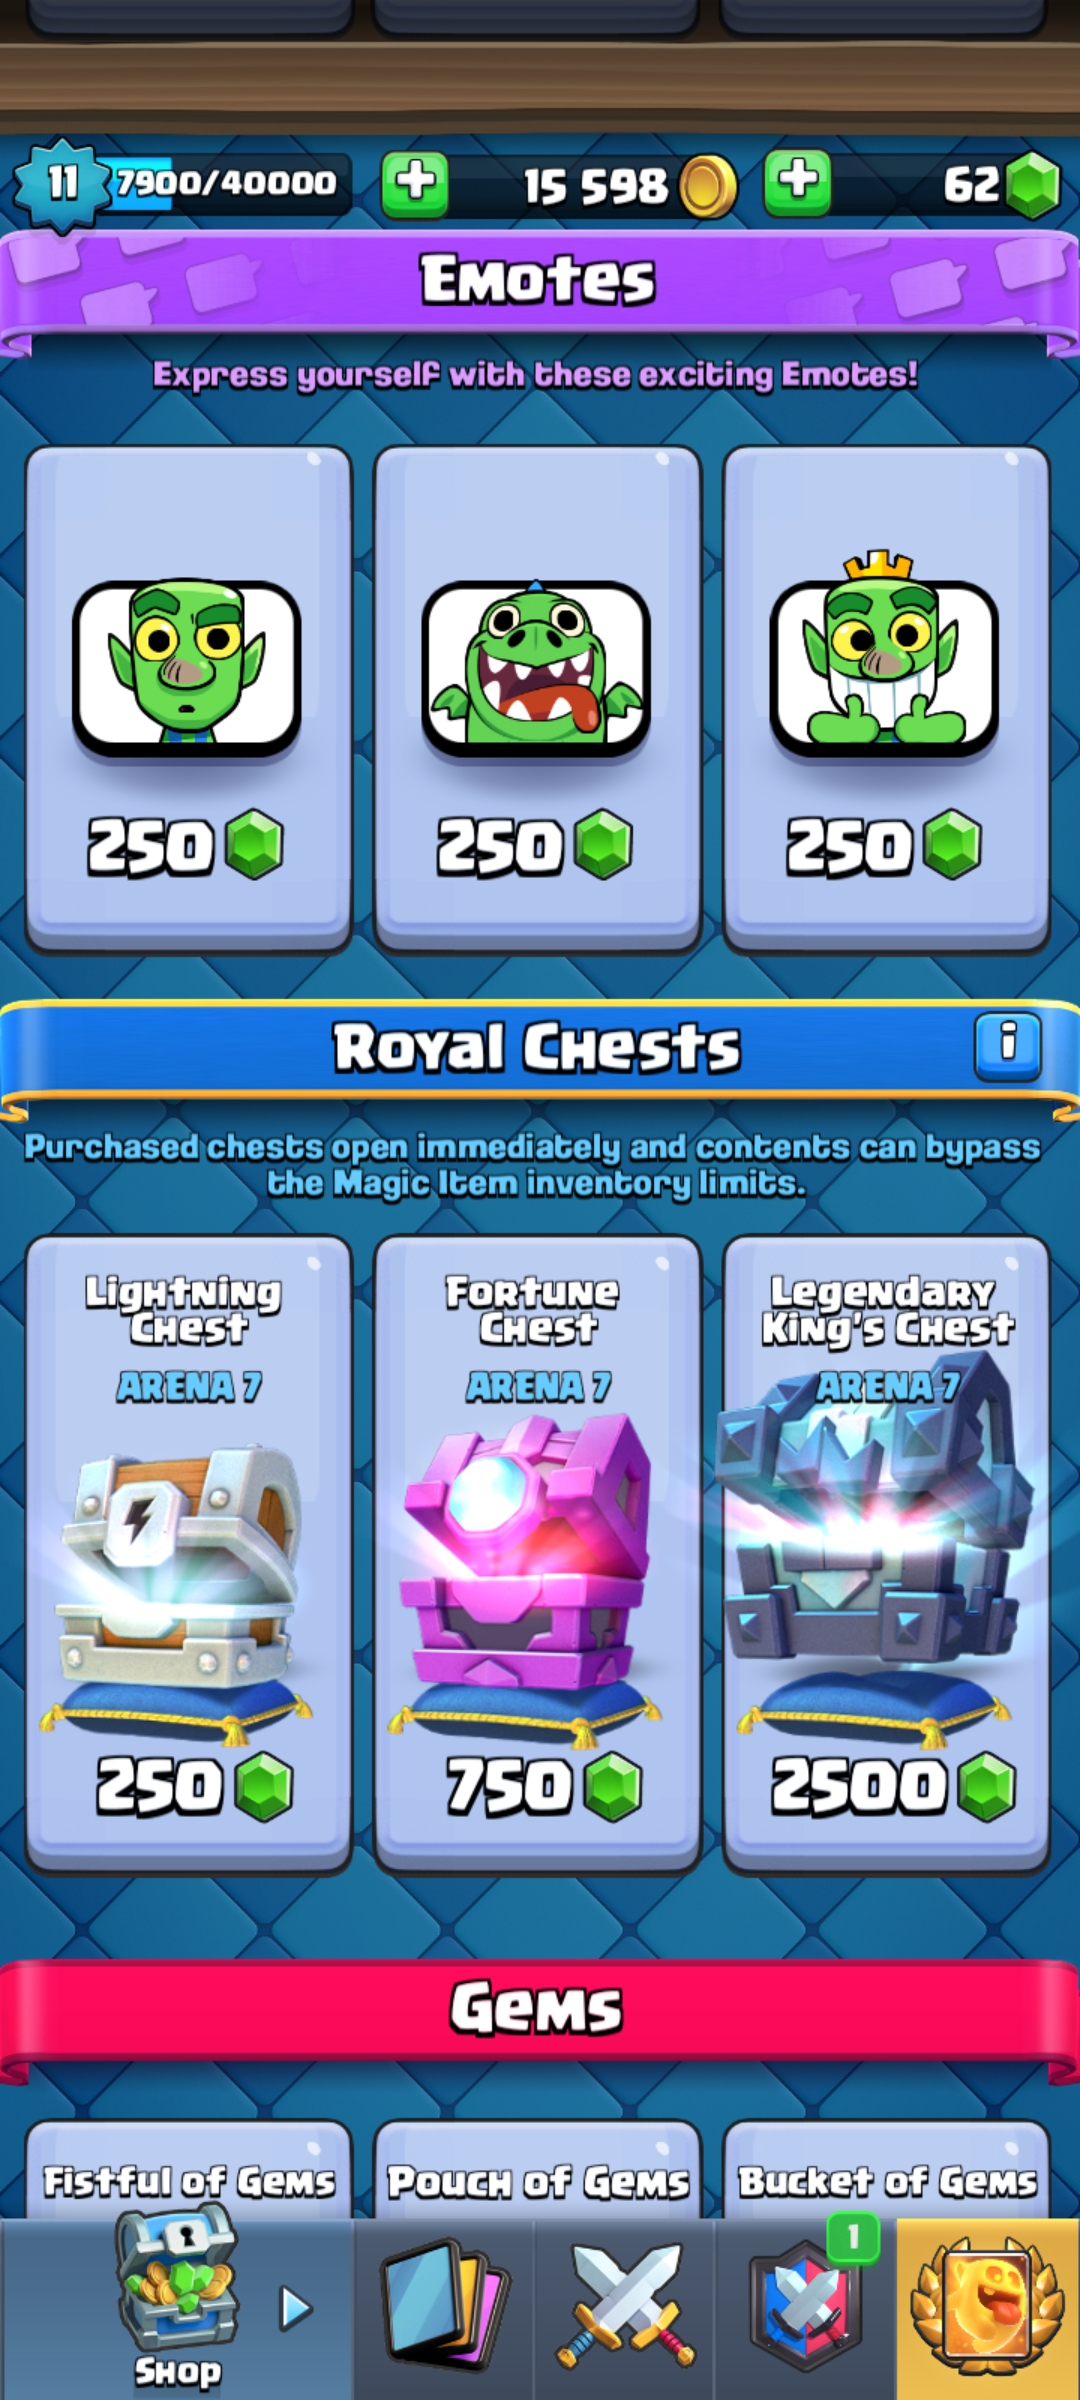 11 7900/40000 15 598 62
Emotes
Express yourself with these exciting Emotes!
250 250 250
Royal Chests i
Purchased chests open immediately and contents can bypass
the Magic Item inventory limits.
Lightning
Chest
ARENA 7
Fortune
Chest
ARENA 7
Legendary
King's Chest
ARENA 7
250 750 2500
Gems
Fistful of Gems Pouch of Gems Bucket of Gems
1
Shop